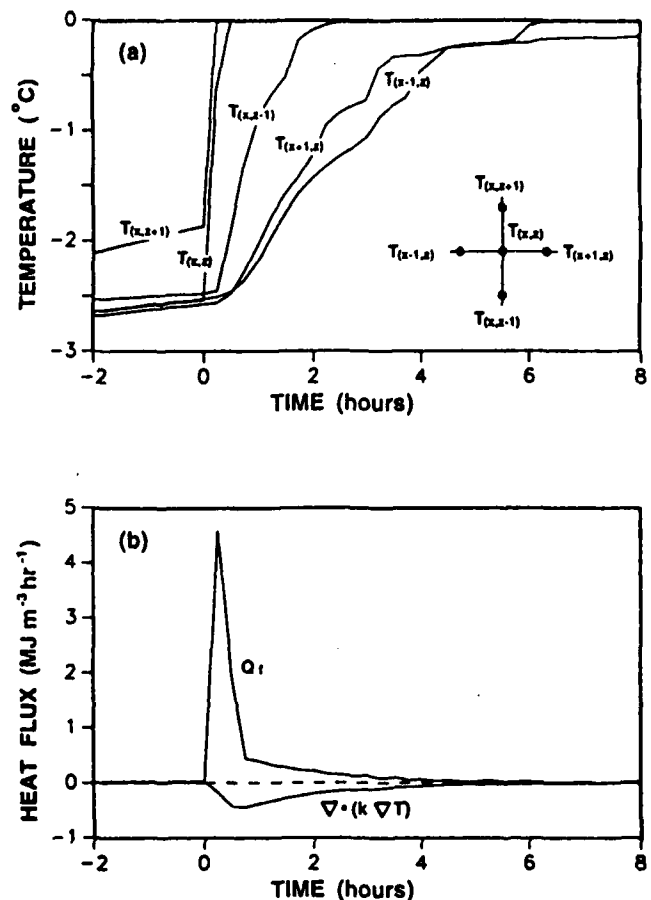 (a)
TEMPERATURE (°C)
0
-1
-2
-3
T(x,z+1)
T(x,z)
T(x,z-1)
T(x+1,z)
T(x-1,z)
T(x,z+1)
T(x,z)
T(x-1,z)
T(x+1,z)
T(x,z-1)
-2 0 2 4 6 8
TIME (hours)
(b)
HEAT FLUX (MJ m⁻³ hr⁻¹)
5
4
3
2
1
0
-1
Qf
∇•(k ∇T)
-2 0 2 4 6 8
TIME (hours)